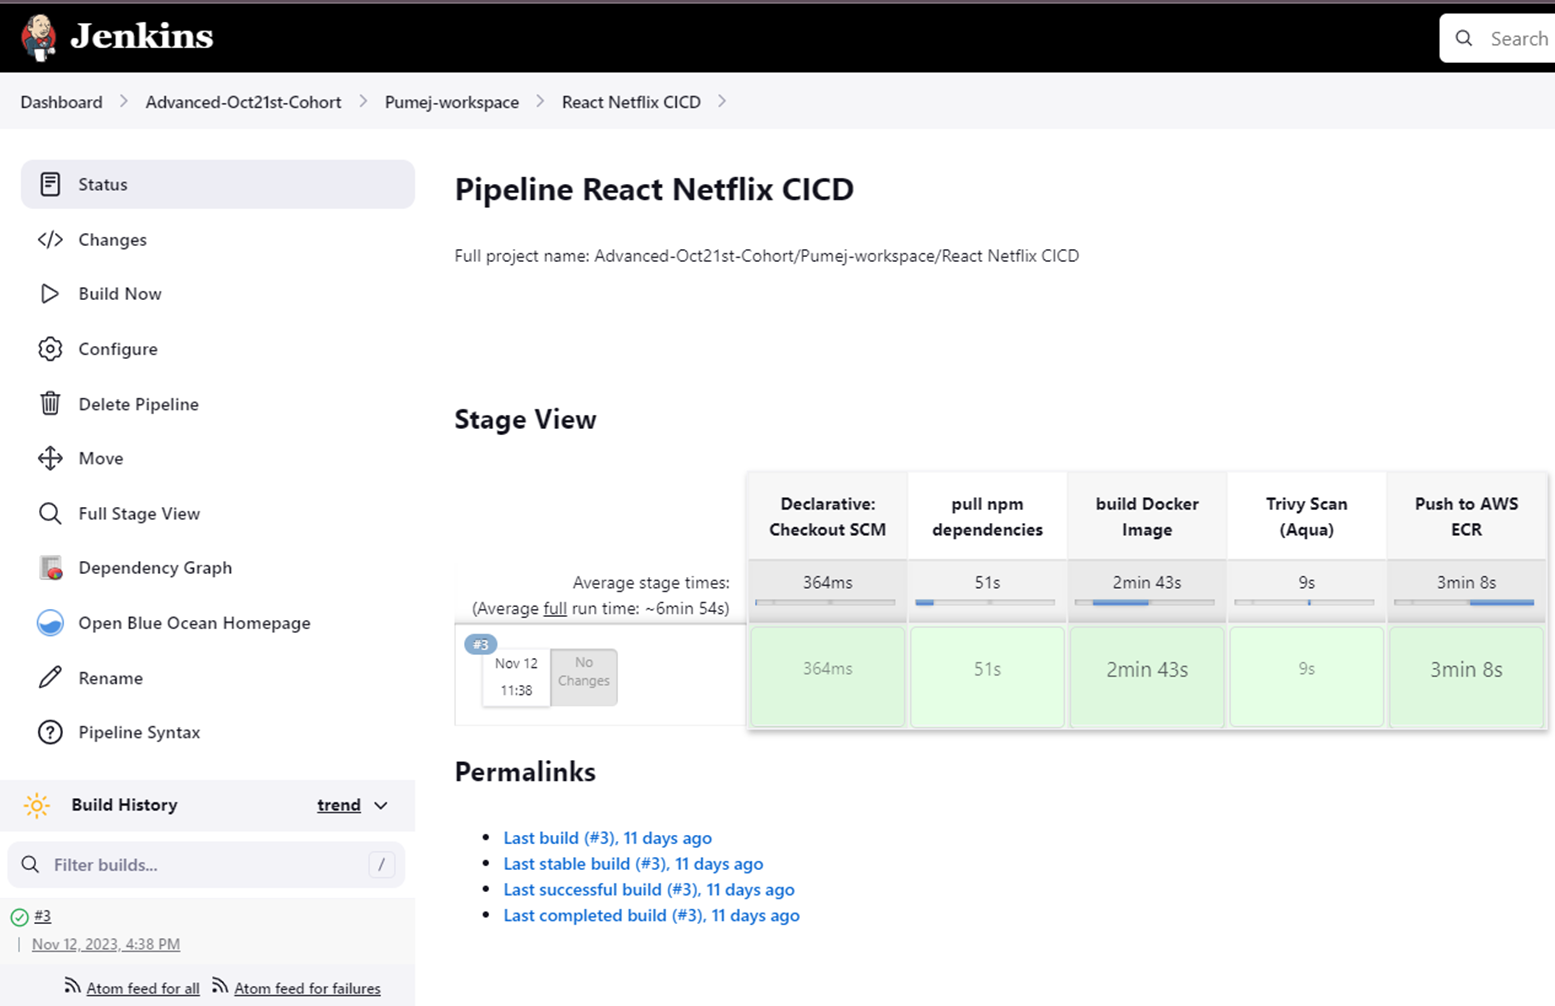 Jenkins
Search
Dashboard
Advanced-Oct21st-Cohort
Pumej-workspace
React Netflix CICD
Status
Changes
Build Now
Configure
Delete Pipeline
Move
Full Stage View
Dependency Graph
Open Blue Ocean Homepage
Rename
Pipeline Syntax
Build History
trend
Filter builds...
/
#3
Nov 12, 2023, 4:38 PM
Atom feed for all
Atom feed for failures
Pipeline React Netflix CICD
Full project name: Advanced-Oct21st-Cohort/Pumej-workspace/React Netflix CICD
Stage View
Declarative:
Checkout SCM
pull npm
dependencies
build Docker
Image
Trivy Scan
(Aqua)
Push to AWS
ECR
Average stage times:
(Average full run time: ~6min 54s)
364ms
51s
2min 43s
9s
3min 8s
#3
Nov 12
11:38
No
Changes
364ms
51s
2min 43s
9s
3min 8s
Permalinks
Last build (#3), 11 days ago
Last stable build (#3), 11 days ago
Last successful build (#3), 11 days ago
Last completed build (#3), 11 days ago